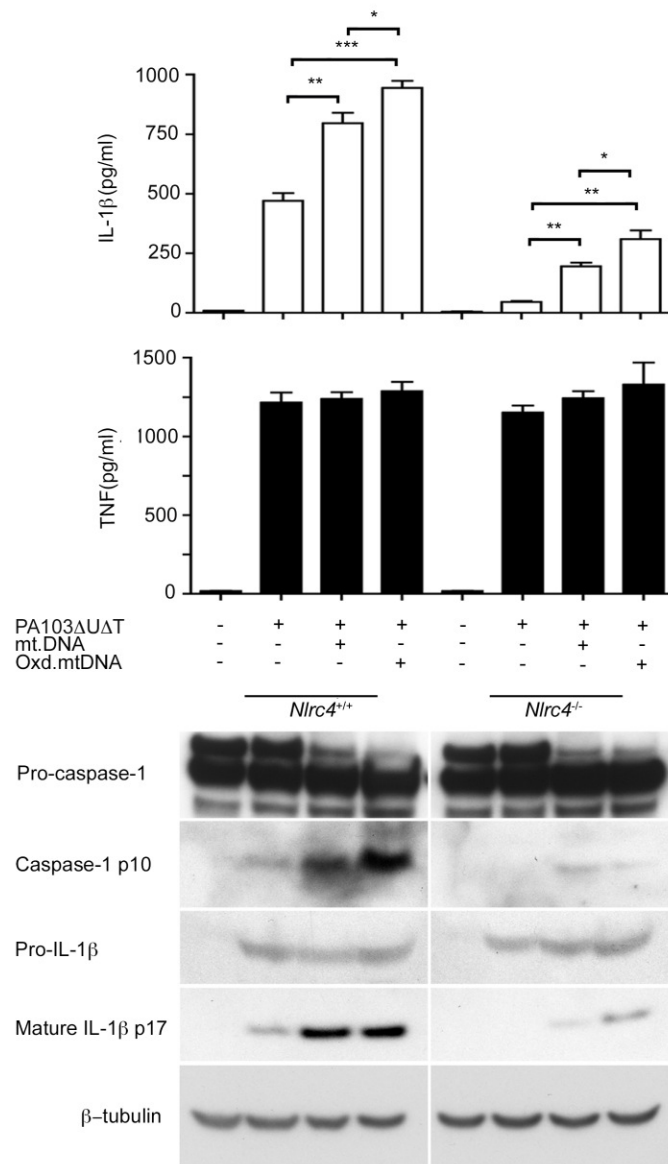 *
***
**
*
**
**
1000
750
500
250
0
IL-1β(pg/ml)
1500
1000
500
0
TNF(pg/ml)
PA103ΔUΔT - + + + - + + +
mt.DNA - - + - - - + -
Oxd.mtDNA - - - + - - - +
Nlrc4+/+ Nlrc4-/-
Pro-caspase-1
Caspase-1 p10
Pro-IL-1β
Mature IL-1β p17
β-tubulin